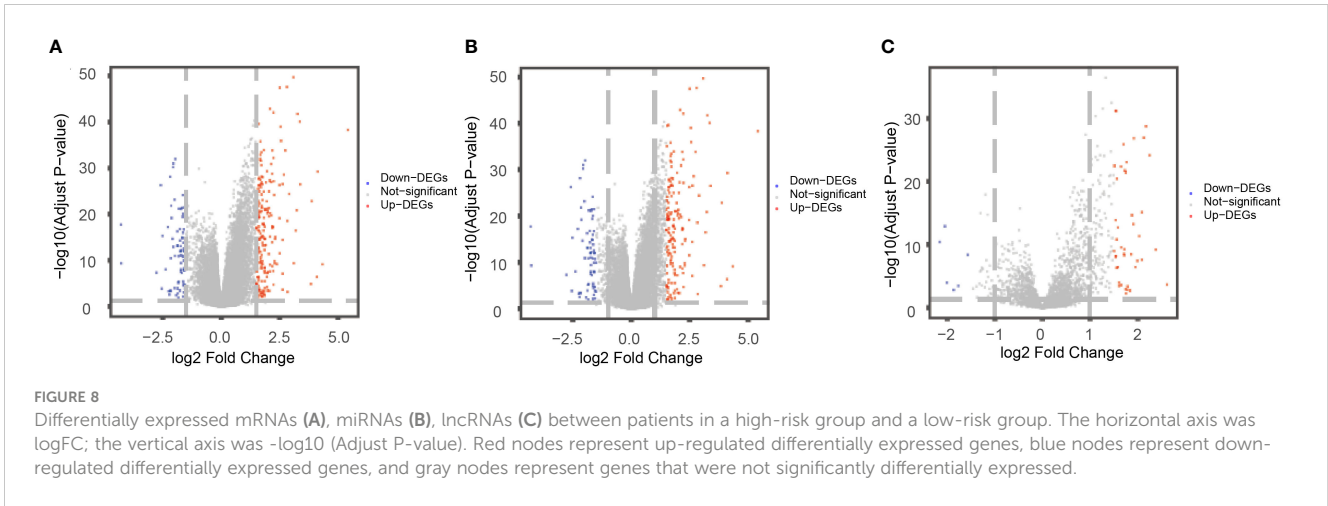 A
B
C
50
40
30
20
10
0
−log10(Adjust P−value)
−2.5
0.0
2.5
5.0
log2 Fold Change
Down−DEGs
Not−significant
Up−DEGs
50
40
30
20
10
0
−log10(Adjust P−value)
−2.5
0.0
2.5
5.0
log2 Fold Change
Down−DEGs
Not−significant
Up−DEGs
30
20
10
0
−log10(Adjust P−value)
−2
−1
0
1
2
log2 Fold Change
Down−DEGs
Not−significant
Up−DEGs
FIGURE 8
Differentially expressed mRNAs (A), miRNAs (B), lncRNAs (C) between patients in a high-risk group and a low-risk group. The horizontal axis was
logFC; the vertical axis was -log10 (Adjust P-value). Red nodes represent up-regulated differentially expressed genes, blue nodes represent down-
regulated differentially expressed genes, and gray nodes represent genes that were not significantly differentially expressed.